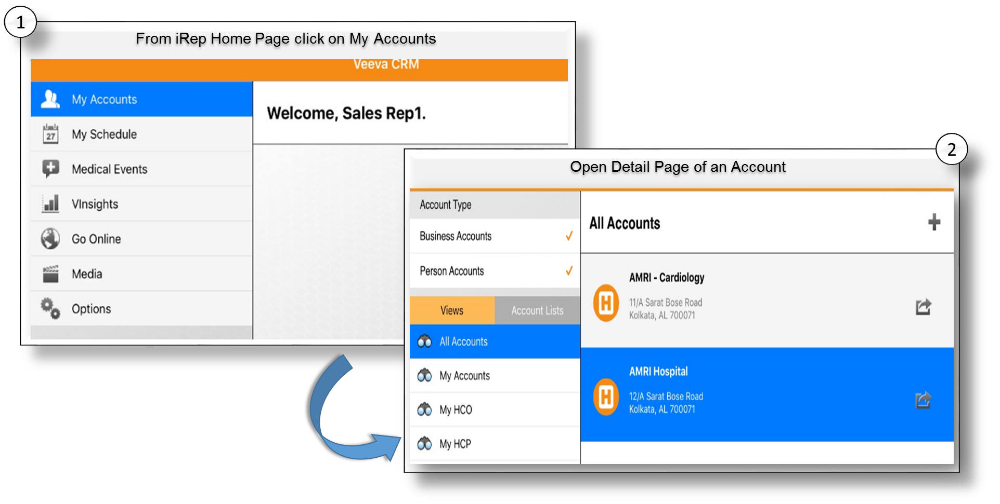 1
From iRep Home Page click on My Accounts
Veeva CRM
My Accounts
27
My Schedule
Medical Events
VInsights
Go Online
Media
Options
Welcome, Sales Rep1.
2
Open Detail Page of an Account
Account Type
Business Accounts
Person Accounts
Views
Account Lists
All Accounts
My Accounts
My HCO
My HCP
All Accounts
H
AMRI - Cardiology
11/A Sarat Bose Road
Kolkata, AL 700071
H
AMRI Hospital
12/A Sarat Bose Road
Kolkata, AL 700071